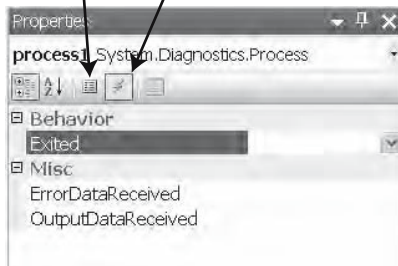 Properties
process1 System.Diagnostics.Process
Behavior
Exited
Misc
ErrorDataReceived
OutputDataReceived